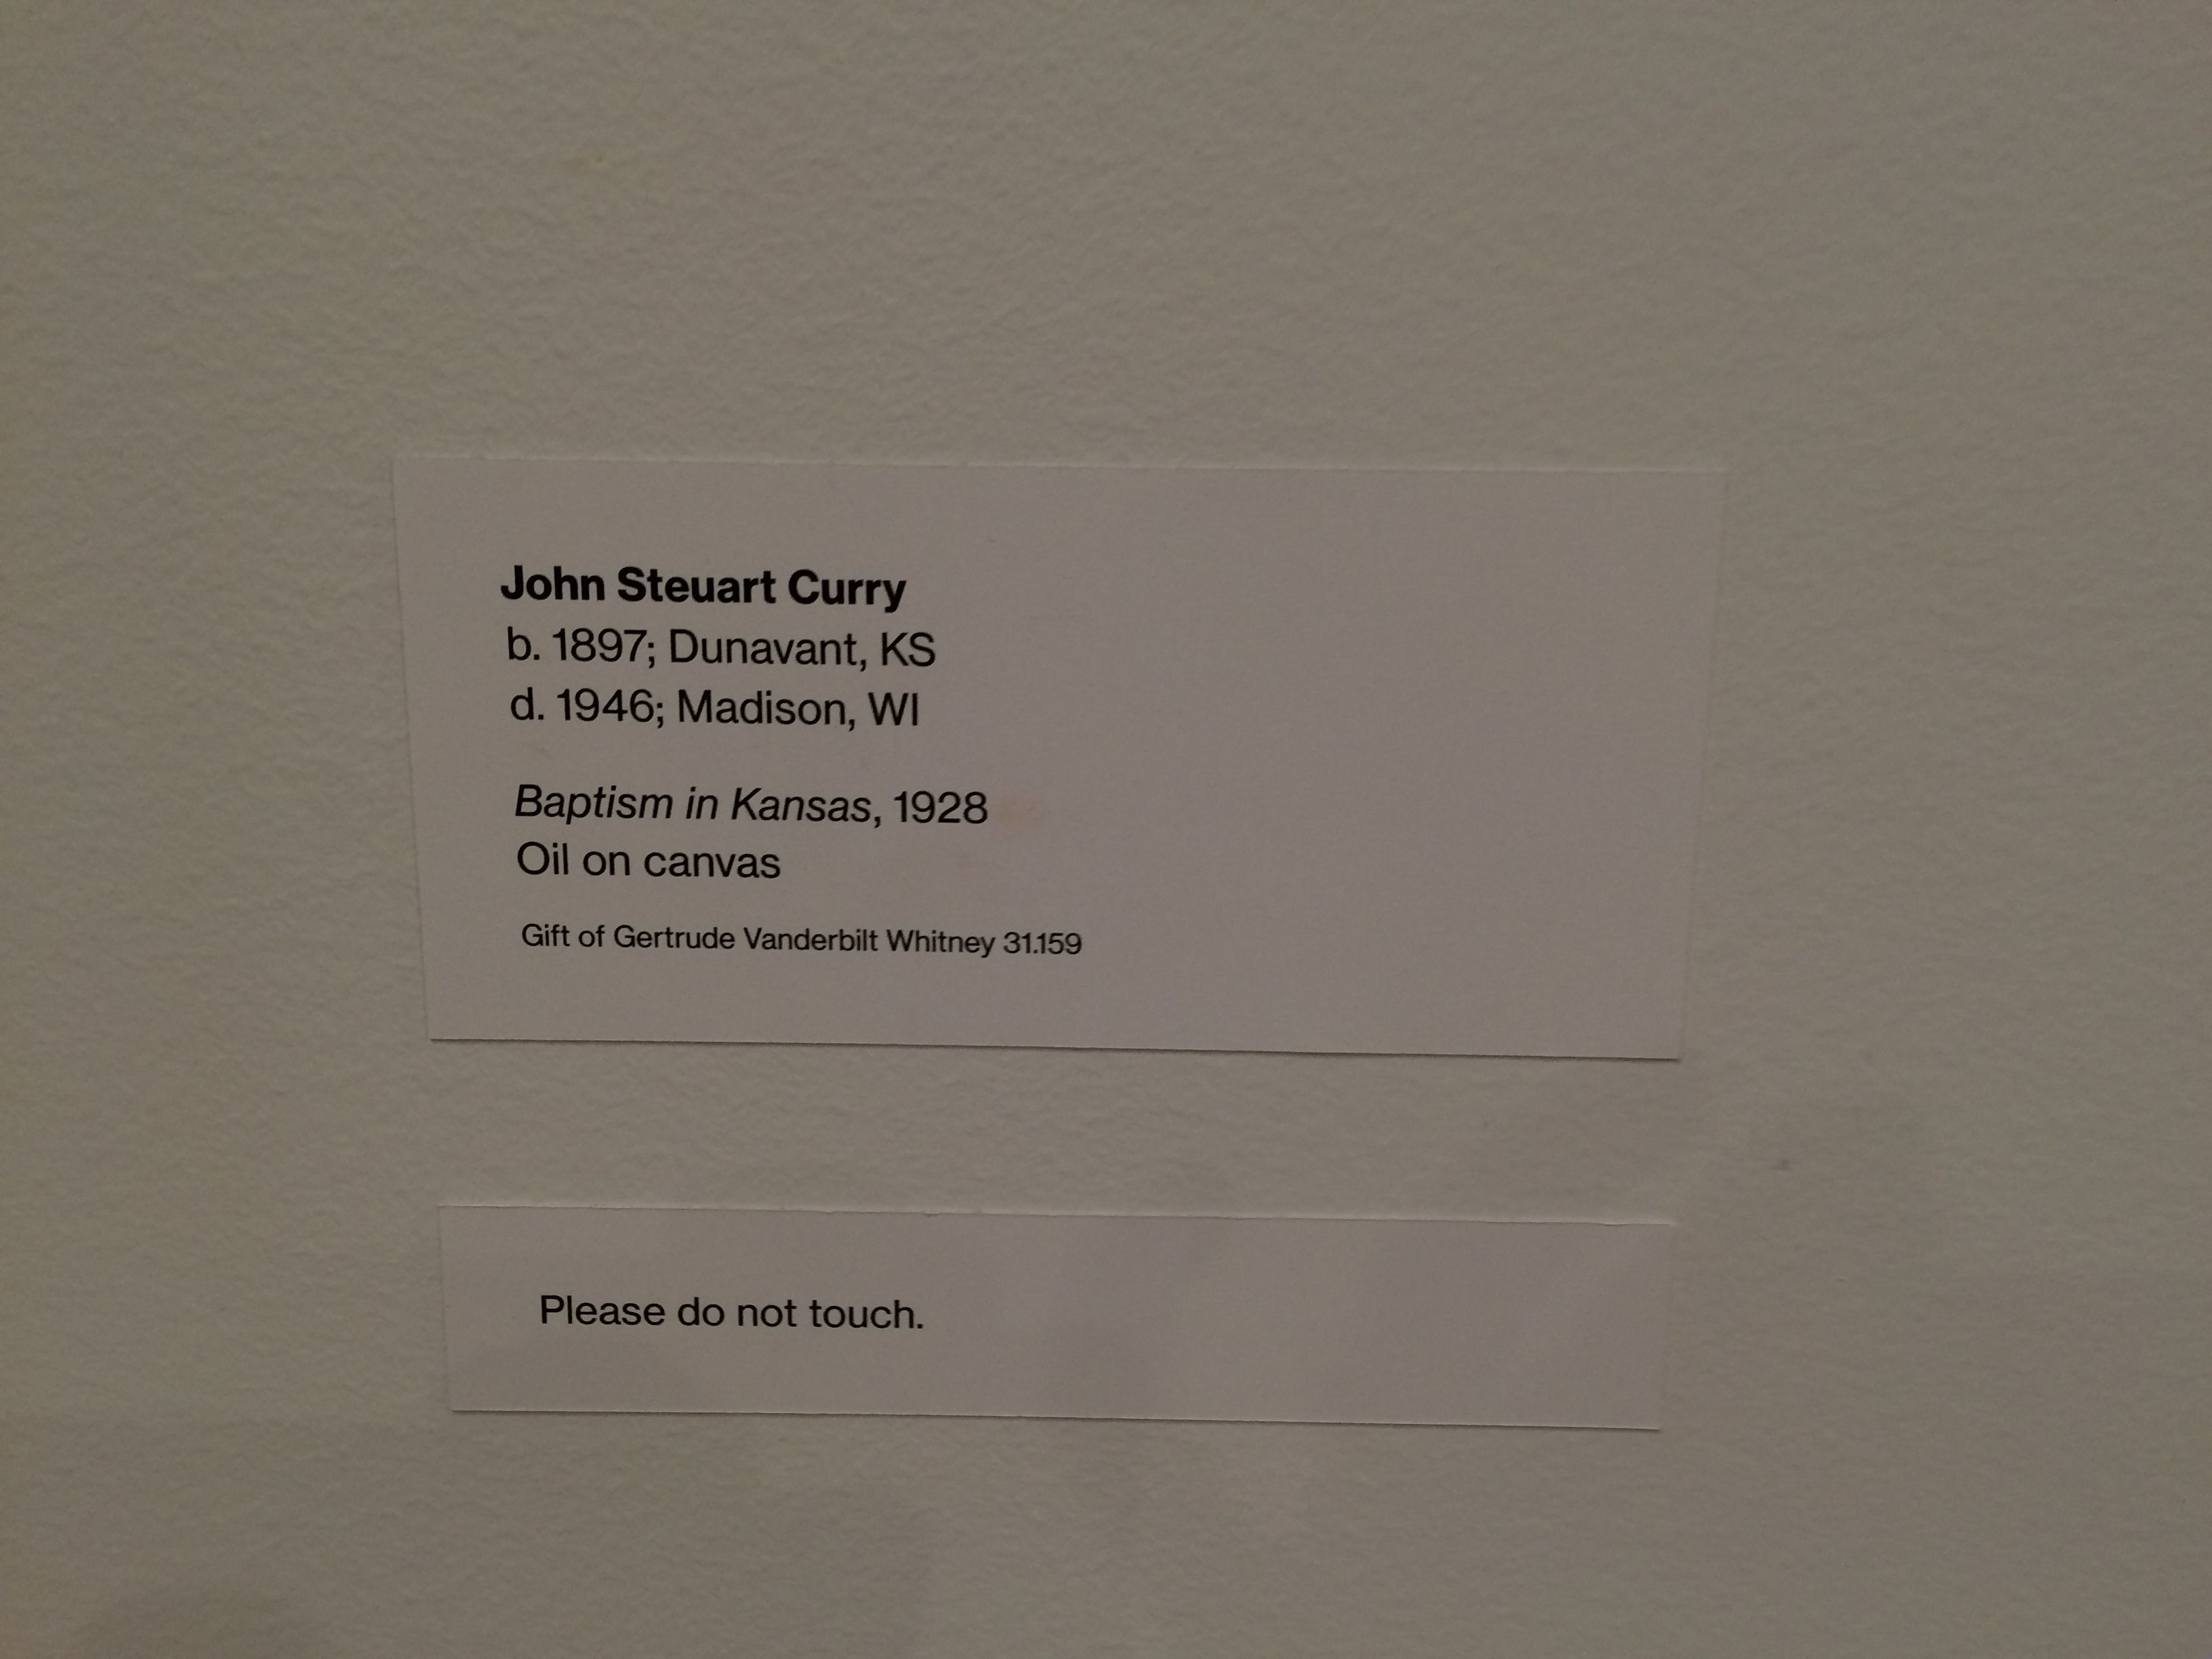 John Steuart Curry
b. 1897; Dunavant, KS
d. 1946; Madison, WI
Baptism in Kansas, 1928
Oil on canvas
Gift of Gertrude Vanderbilt Whitney 31.159
Please do not touch.